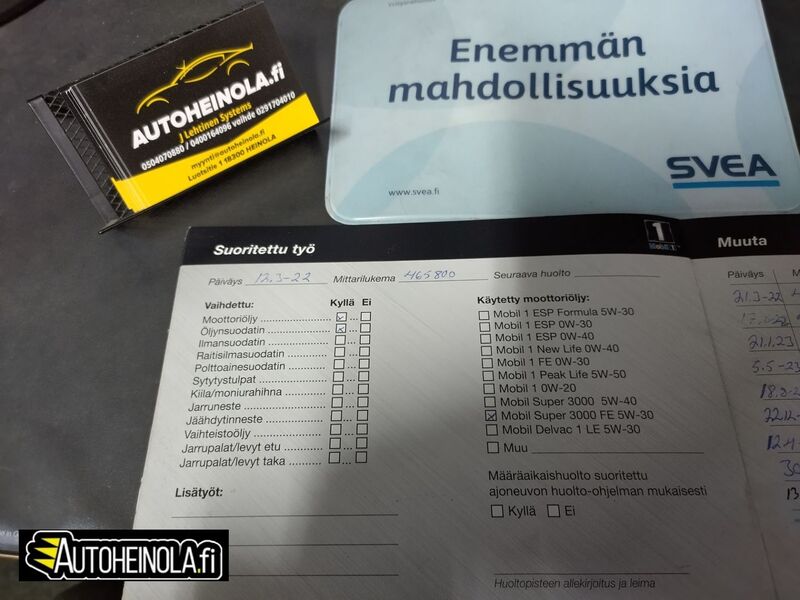 AUTOHEINOLA.fi
J Lehtinen Systems
0504070880 / 0400164096 vaihde 0291704010
myynti@autoheinola.fi
Luotsitie 1 18300 HEINOLA
Enemmän
mahdollisuuksia
www.svea.fi
SVEA
Suoritettu työ
1
Mobil 1
Päiväys 12.3-22 Mittarilukema 465800 Seuraava huolto
Vaihdettu: Kyllä Ei
Moottoriöljy
Öljynsuodatin
Ilmansuodatin
Raitisilmasuodatin
Polttoainesuodatin
Sytytystulpat
Kiila/moniurahihna
Jarruneste
Jäähdytinneste
Vaihteistoöljy
Jarrupalat/levyt etu
Jarrupalat/levyt taka
Lisätyöt:
Käytetty moottoriöljy:
Mobil 1 ESP Formula 5W-30
Mobil 1 ESP 0W-30
Mobil 1 ESP 0W-40
Mobil 1 New Life 0W-40
Mobil 1 FE 0W-30
Mobil 1 Peak Life 5W-50
Mobil 1 0W-20
Mobil Super 3000 5W-40
Mobil Super 3000 FE 5W-30
Mobil Delvac 1 LE 5W-30
Muu
Määräaikaishuolto suoritettu
ajoneuvon huolto-ohjelman mukaisesti
Kyllä Ei
Huoltopisteen allekirjoitus ja leima
Muuta
Päiväys
21.3-22
21.1.23
5.5-23
AUTOHEINOLA.fi